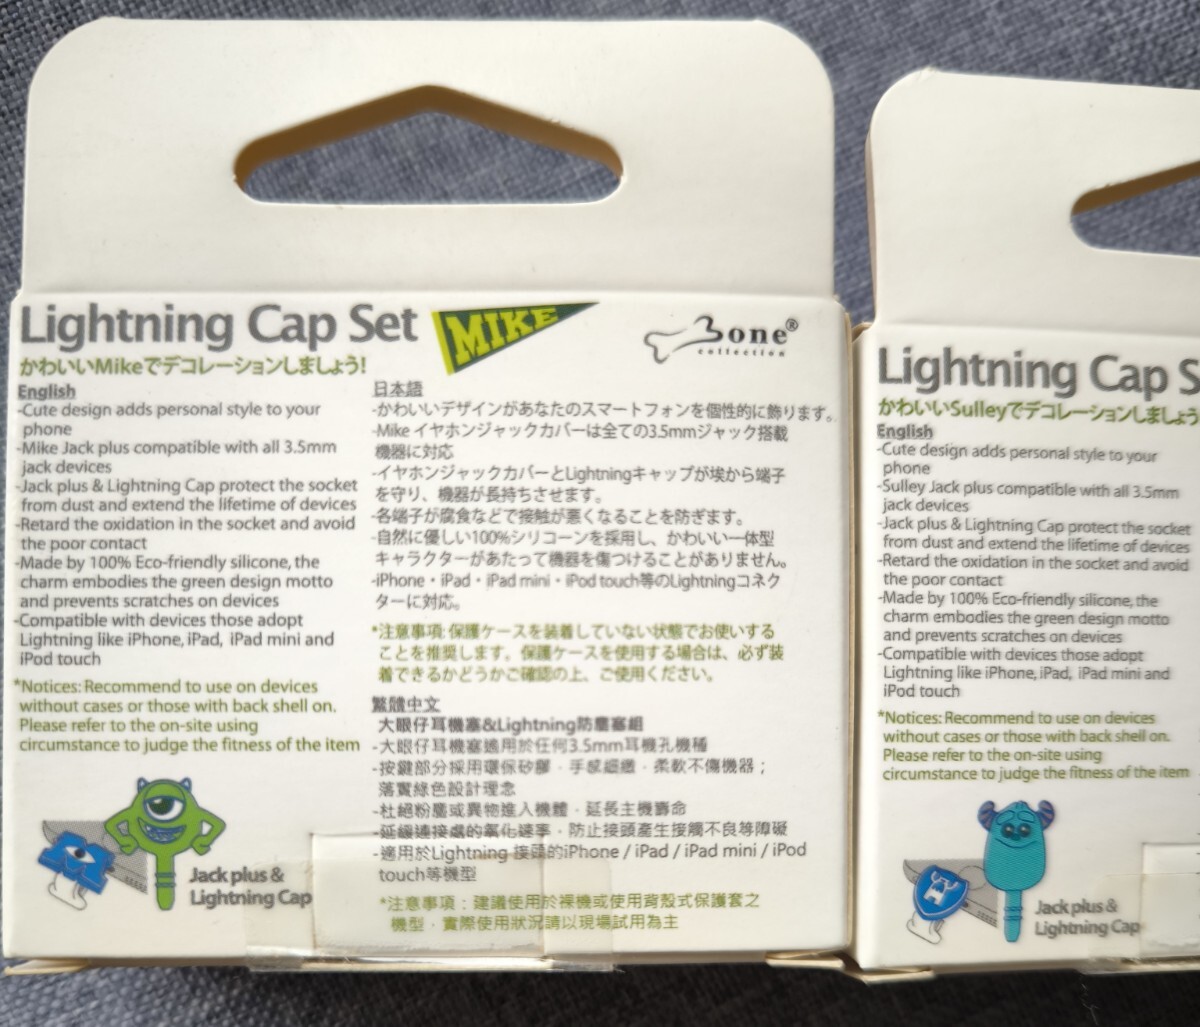 Lightning Cap Set
MIKE
Bone®
collection
かわいいMikeでデコレーションしましょう!
English
-Cute design adds personal style to your
phone
-Mike Jack plus compatible with all 3.5mm
jack devices
-Jack plus & Lightning Cap protect the socket
from dust and extend the lifetime of devices
-Retard the oxidation in the socket and avoid
the poor contact
-Made by 100% Eco-friendly silicone, the
charm embodies the green design motto
and prevents scratches on devices
-Compatible with devices those adopt
Lightning like iPhone, iPad, iPad mini and
iPod touch
*Notices: Recommend to use on devices
without cases or those with back shell on.
Please refer to the on-site using
circumstance to judge the fitness of the item
Jack plus &
Lightning Cap
日本語
-かわいいデザインがあなたのスマートフォンを個性的に飾ります。
-Mike イヤホンジャックカバーは全ての3.5mmジャック搭載
機器に対応
-イヤホンジャックカバーとLightningキャップが埃から端子
を守り、機器が長持ちさせます。
-各端子が腐食などで接触が悪くなることを防ぎます。
-自然に優しい100%シリコーンを採用し、かわいい一体型
キャラクターがあたって機器を傷つけることがありません。
-iPhone・iPad・iPad mini・iPod touch等のLightningコネク
ターに対応。
*注意事項: 保護ケースを装着していない状態でお使いする
ことを推奨します。保護ケースを使用する場合は、必ず装
着できるかどうかご確認の上、ご使用ください。
繁體中文
大眼仔耳機塞&Lightning防塵塞組
-大眼仔耳機塞適用於任何3.5mm耳機孔機種
-按鍵部分採用環保矽膠﹑手感細緻﹑柔軟不傷機器；
落實綠色設計理念
-杜絕粉塵或異物進入機體﹑延長主機壽命
-延緩連接處的氧化速率﹑防止接頭產生接觸不良等障礙
-適用於Lightning 接頭的iPhone / iPad / iPad mini / iPod
touch等機型
*注意事項：建議使用於裸機或使用背殼式保護套之
機型﹑實際使用狀況請以現場試用為主
Lightning Cap S
かわいいSulleyでデコレーションしましょう
English
-Cute design adds personal style to your
phone
-Sulley Jack plus compatible with all 3.5mm
jack devices
-Jack plus & Lightning Cap protect the socket
from dust and extend the lifetime of devices
-Retard the oxidation in the socket and avoid
the poor contact
-Made by 100% Eco-friendly silicone, the
charm embodies the green design motto
and prevents scratches on devices
-Compatible with devices those adopt
Lightning like iPhone, iPad, iPad mini and
iPod touch
*Notices: Recommend to use on devices
without cases or those with back shell on.
Please refer to the on-site using
circumstance to judge the fitness of the item
Jack plus &
Lightning Cap